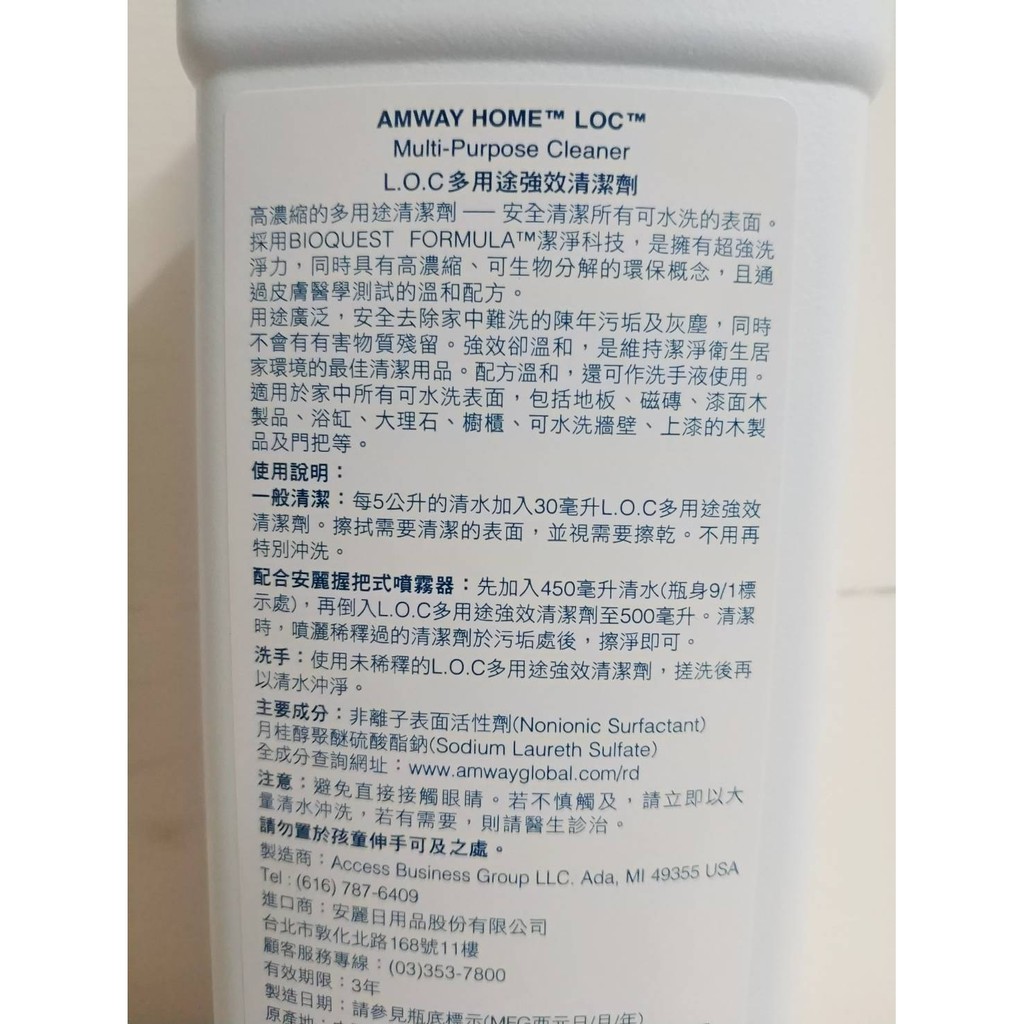 AMWAY HOME™ LOC™
Multi-Purpose Cleaner
L.O.C多用途強效清潔劑
高濃縮的多用途清潔劑 — 安全清潔所有可水洗的表面。
採用BIOQUEST FORMULA™潔淨科技，是擁有超強洗
淨力，同時具有高濃縮、可生物分解的環保概念，且通
過皮膚醫學測試的溫和配方。
用途廣泛，安全去除家中難洗的陳年污垢及灰塵，同時
不會有有害物質殘留。強效卻溫和，是維持潔淨衛生居
家環境的最佳清潔用品。配方溫和，還可作洗手液使用。
適用於家中所有可水洗表面，包括地板、磁磚、漆面木
製品、浴缸、大理石、櫥櫃、可水洗牆壁、上漆的木製
品及門把等。
使用說明：
一般清潔：每5公升的清水加入30毫升L.O.C多用途強效
清潔劑。擦拭需要清潔的表面，並視需要擦乾。不用再
特別沖洗。
配合安麗握把式噴霧器：先加入450毫升清水(瓶身9/1標
示處)，再倒入L.O.C多用途強效清潔劑至500毫升。清潔
時，噴灑稀釋過的清潔劑於污垢處後，擦淨即可。
洗手：使用未稀釋的L.O.C多用途強效清潔劑，搓洗後再
以清水沖淨。
主要成分：非離子表面活性劑(Nonionic Surfactant)
月桂醇聚醚硫酸酯鈉(Sodium Laureth Sulfate)
全成分查詢網址：www.amwayglobal.com/rd
注意：避免直接接觸眼睛。若不慎觸及，請立即以大
量清水沖洗，若有需要，則請醫生診治。
請勿置於孩童伸手可及之處。
製造商：Access Business Group LLC. Ada, MI 49355 USA
Tel : (616) 787-6409
進口商：安麗日用品股份有限公司
台北市敦化北路168號11樓
顧客服務專線：(03)353-7800
有效期限：3年
製造日期：請參見瓶底標示(MFG西元日/月/年)
原產地：